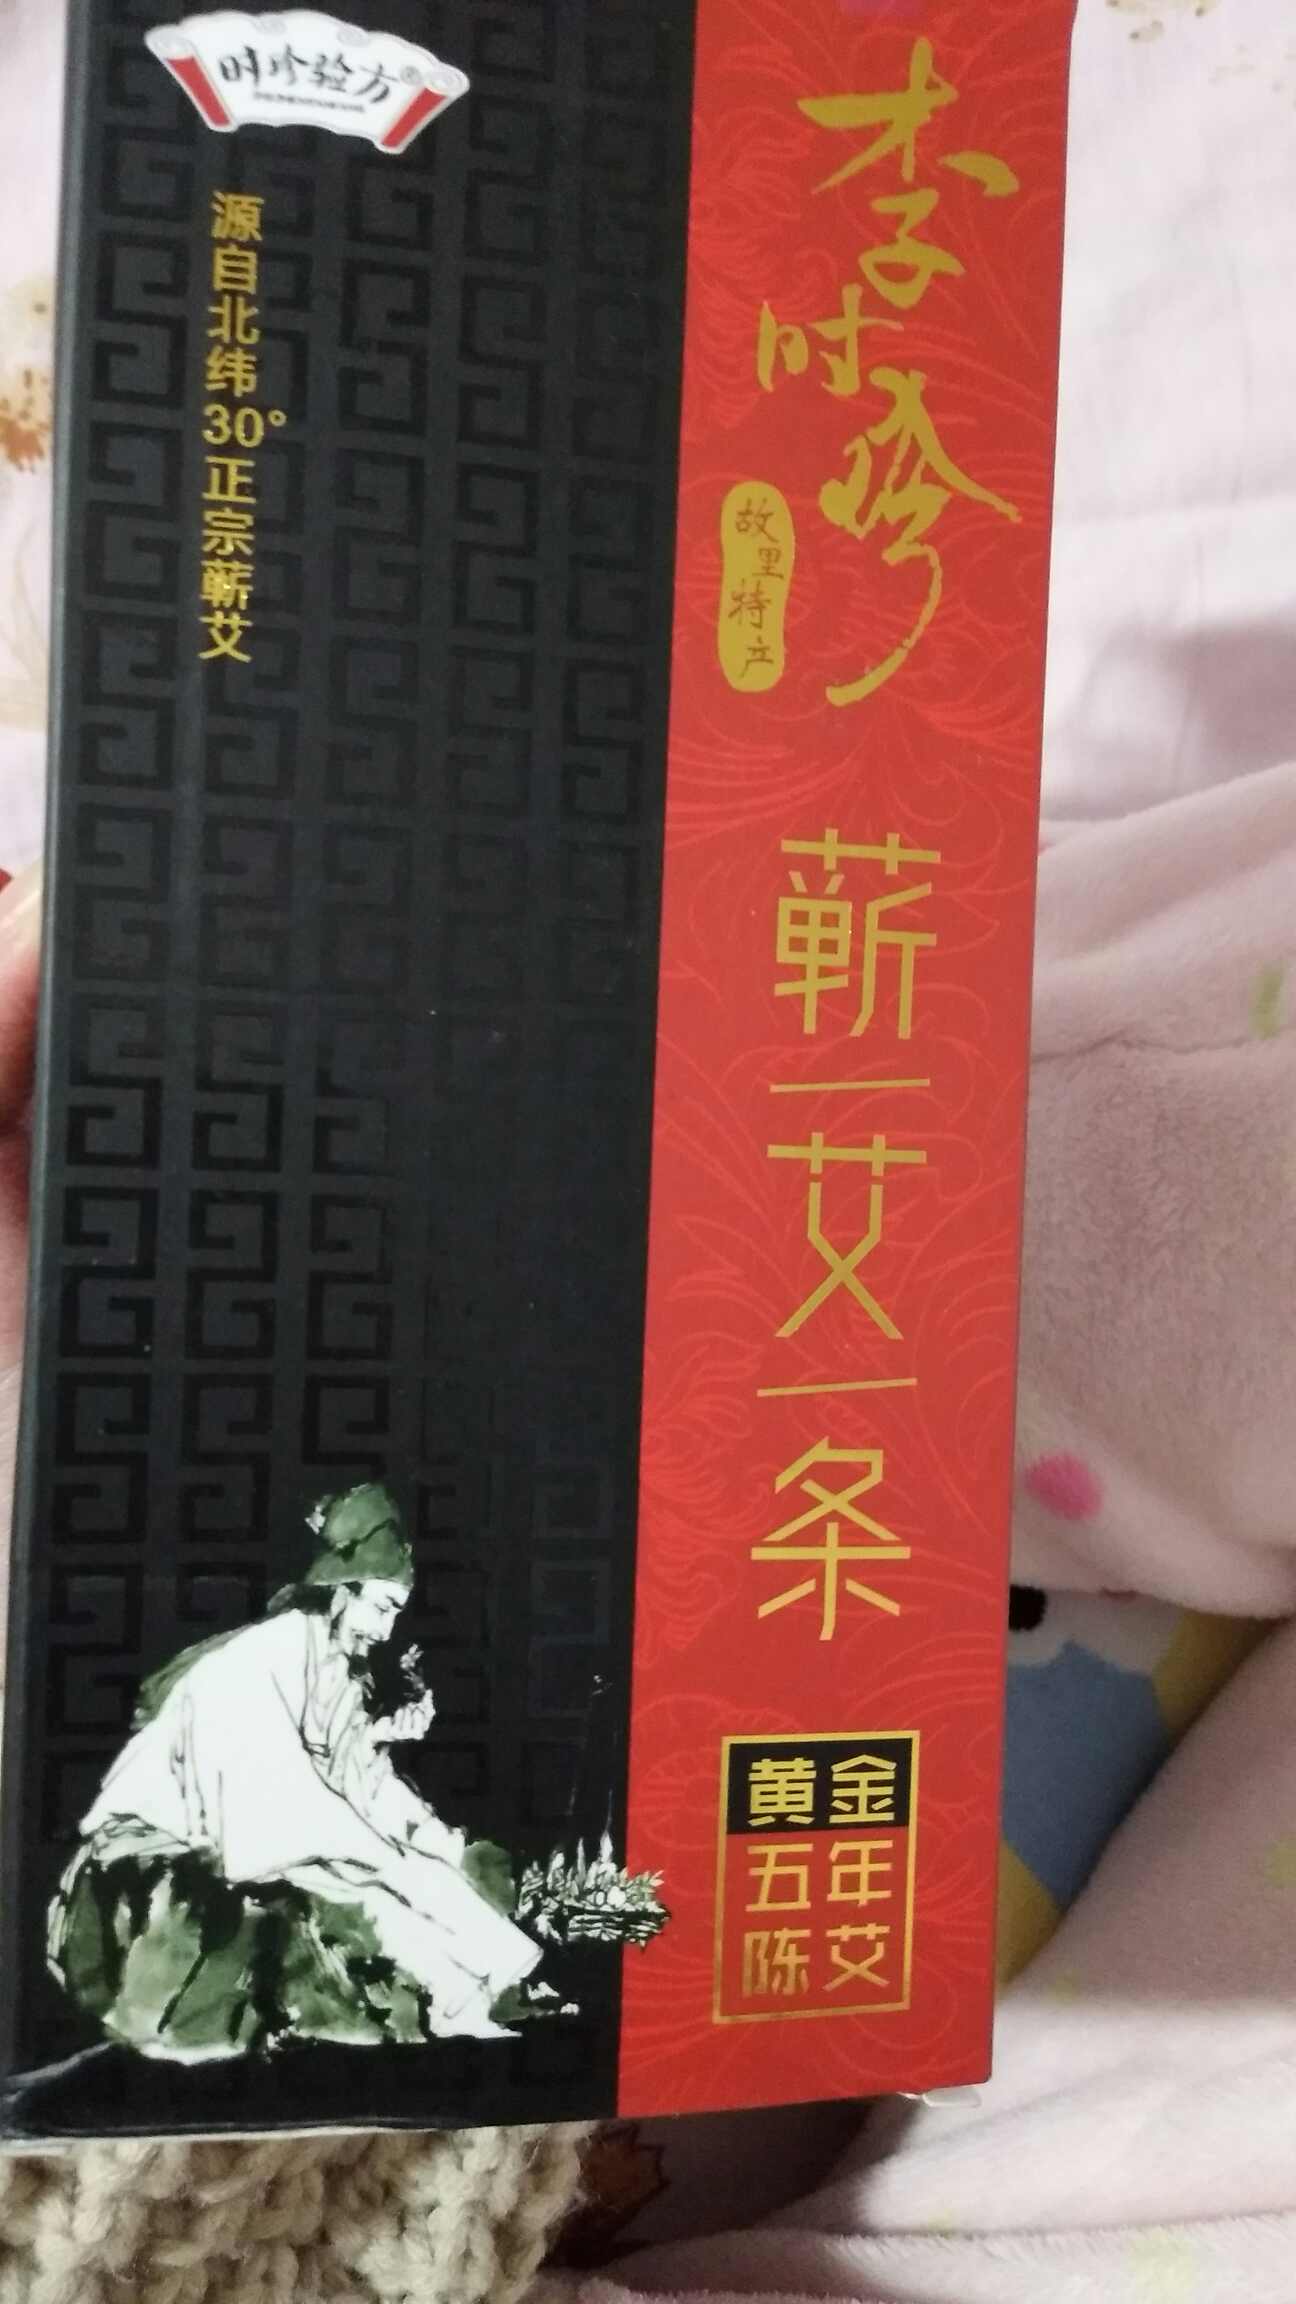 时珍验方
源自北纬30°正宗蕲艾
李时珍
故里特产
蕲艾条
黄金
五年
陈艾